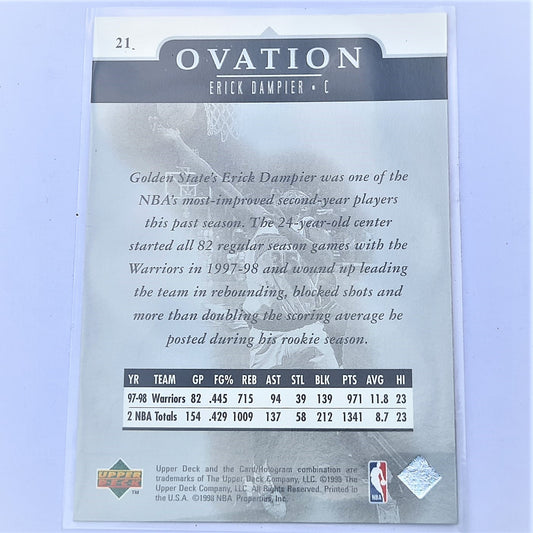 21.
OVATION
ERICK DAMPIER • C
Golden State's Erick Dampier was one of the
NBA's most-improved second-year players
this past season. The 24-year-old center
started all 82 regular season games with the
Warriors in 1997-98 and wound up leading
the team in rebounding, blocked shots and
more than doubling the scoring average he
posted during his rookie season.
YR TEAM GP FG% REB AST STL BLK PTS AVG HI
97-98 Warriors 82 .445 715 94 39 139 971 11.8 23
2 NBA Totals 154 .429 1009 137 58 212 1341 8.7 23
UPPER DECK TM
Upper Deck and the Card/Hologram combination are
trademarks of The Upper Deck Company, LLC. ©1999 The
Upper Deck Company, LLC. All Rights Reserved. Printed in
the U.S.A. ©1998 NBA Properties, Inc.
NBA